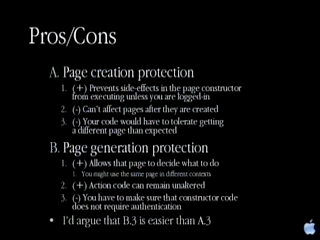 Pros/Cons
A. Page creation protection
1. (+) Prevents side-effects in the page constructor
from executing unless you are logged-in
2. (-) Can't affect pages after they are created
3. (-) Your code would have to tolerate getting
a different page than expected
B. Page generation protection
1. (+) Allows that page to decide what to do
1. You might use the same page in different contexts
2. (+) Action code can remain unaltered
3. (-) You have to make sure that constructor code
does not require authentication
• I'd argue that B.3 is easier than A.3